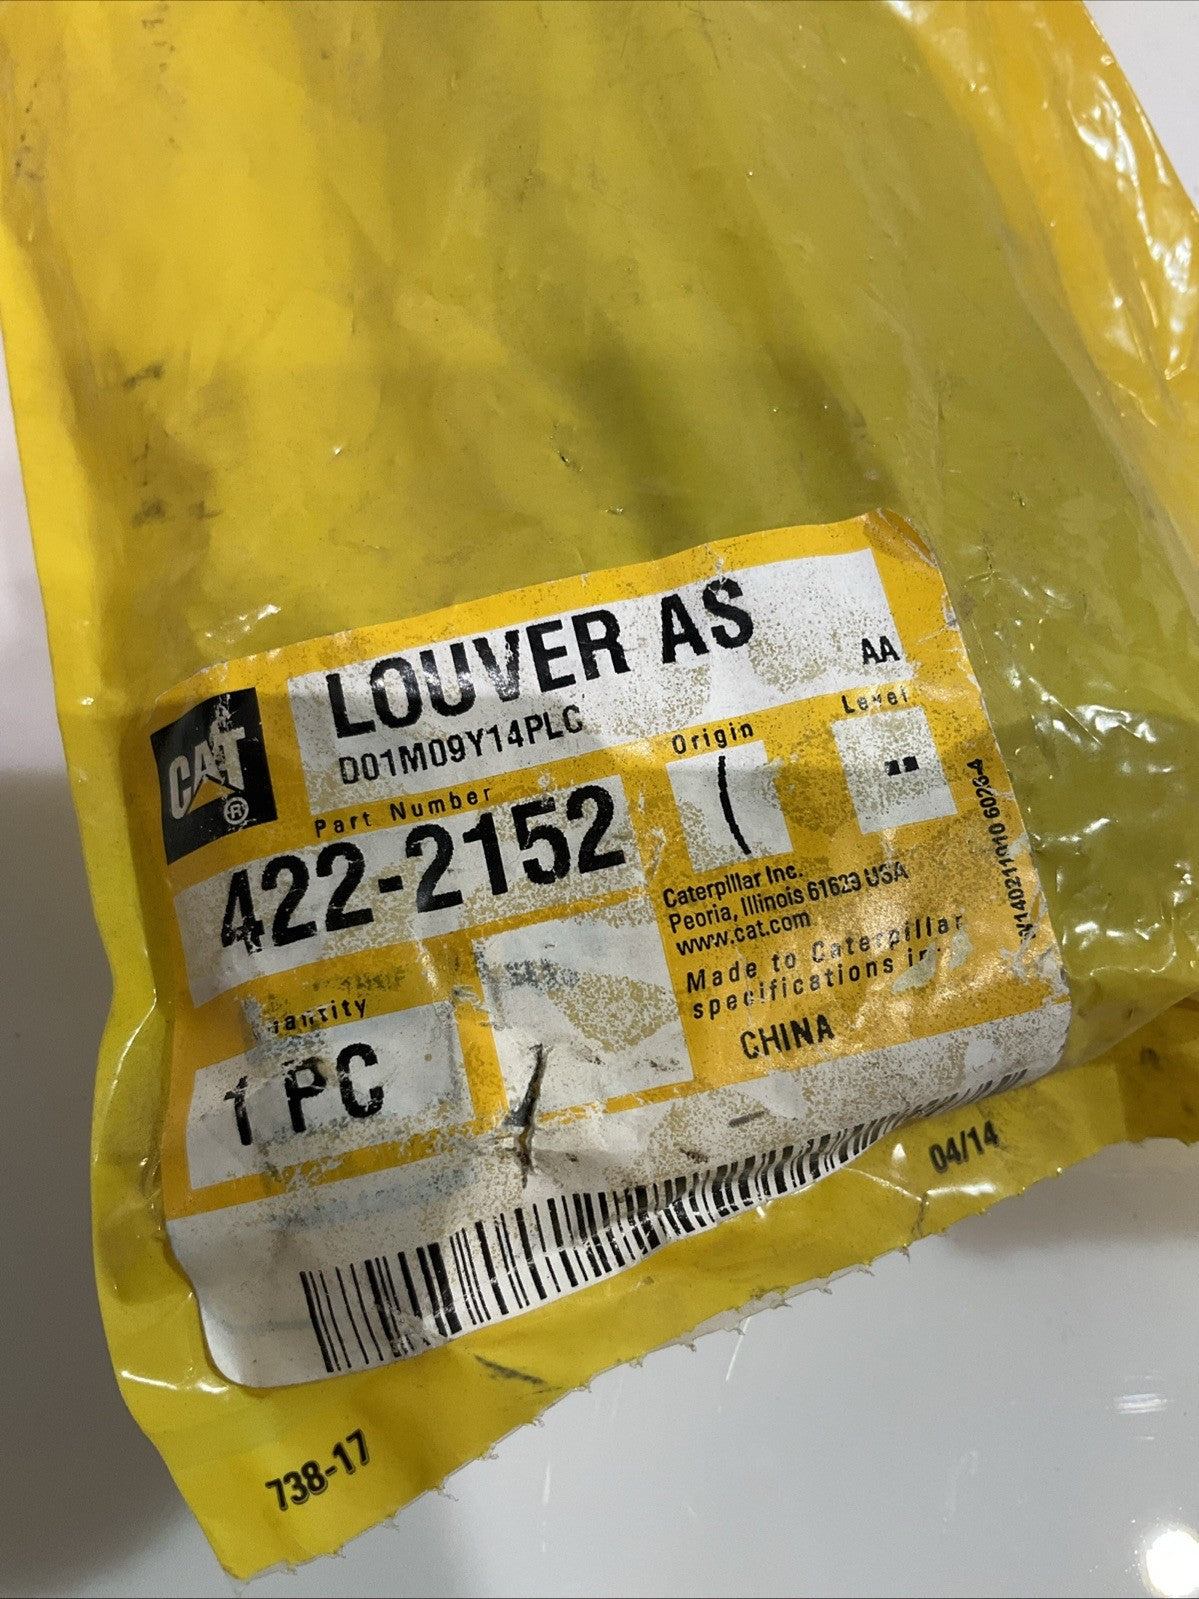 LOUVER AS
AA
D01M09Y14PLC
CAT®
Part Number
422-2152
Origin
Level
(
--
Caterpillar Inc.
Peoria, Illinois 61629 USA
www.cat.com
Made to Caterpillar
specifications in
CHINA
Quantity
1 PC
04/14
738-17